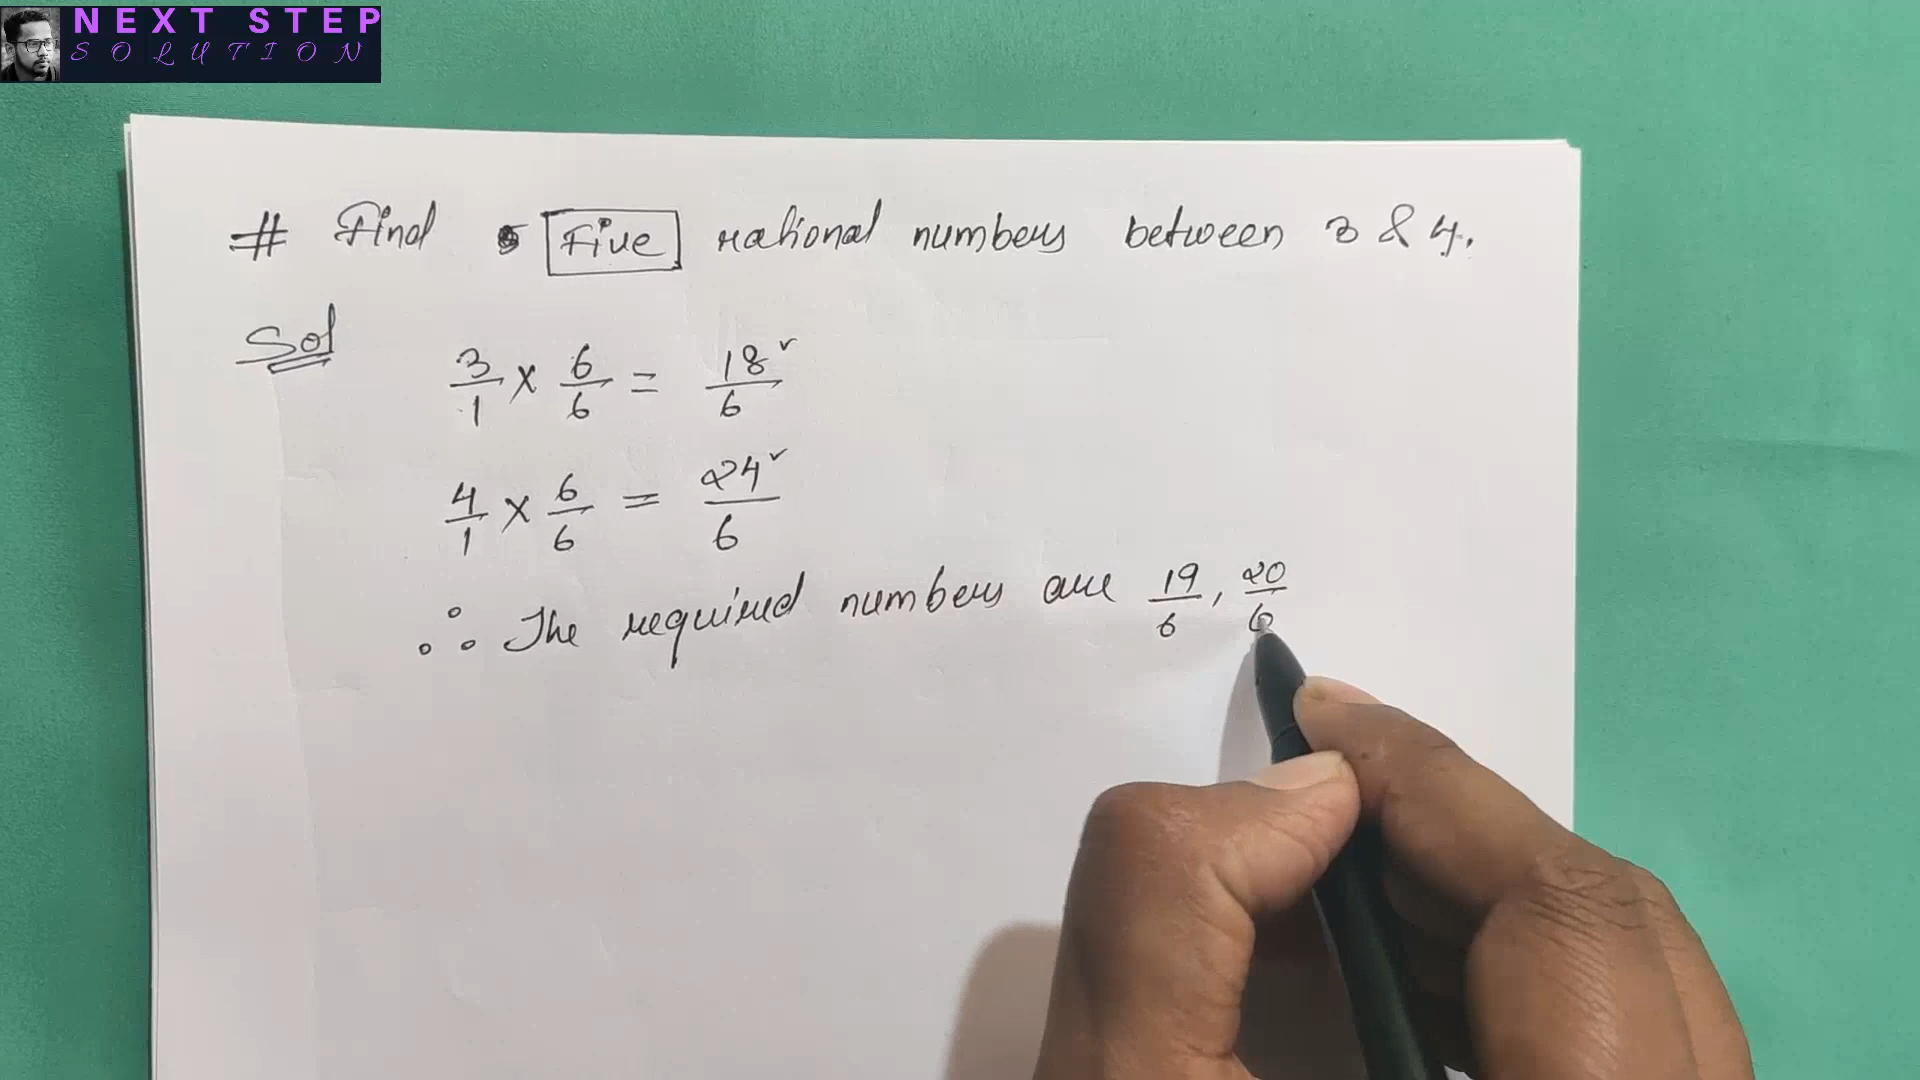 NEXT STEP
SOLUTION
# Find Five rational numbers between 3 & 4.
Sol
3/1 × 6/6 = 18/6 ✓
4/1 × 6/6 = 24/6 ✓
∴ The required numbers are 19/6, 20/6